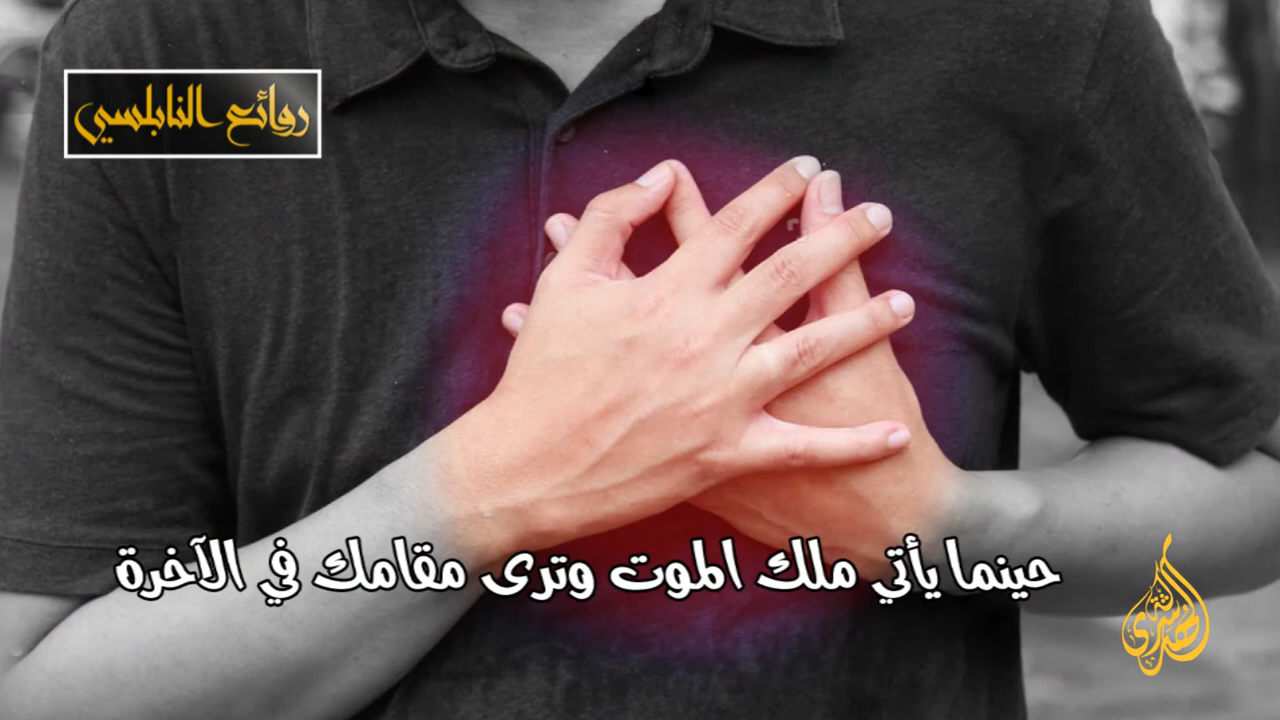 روائع النابلسي
حينما يأتي ملك الموت وترى مقامك في الآخرة